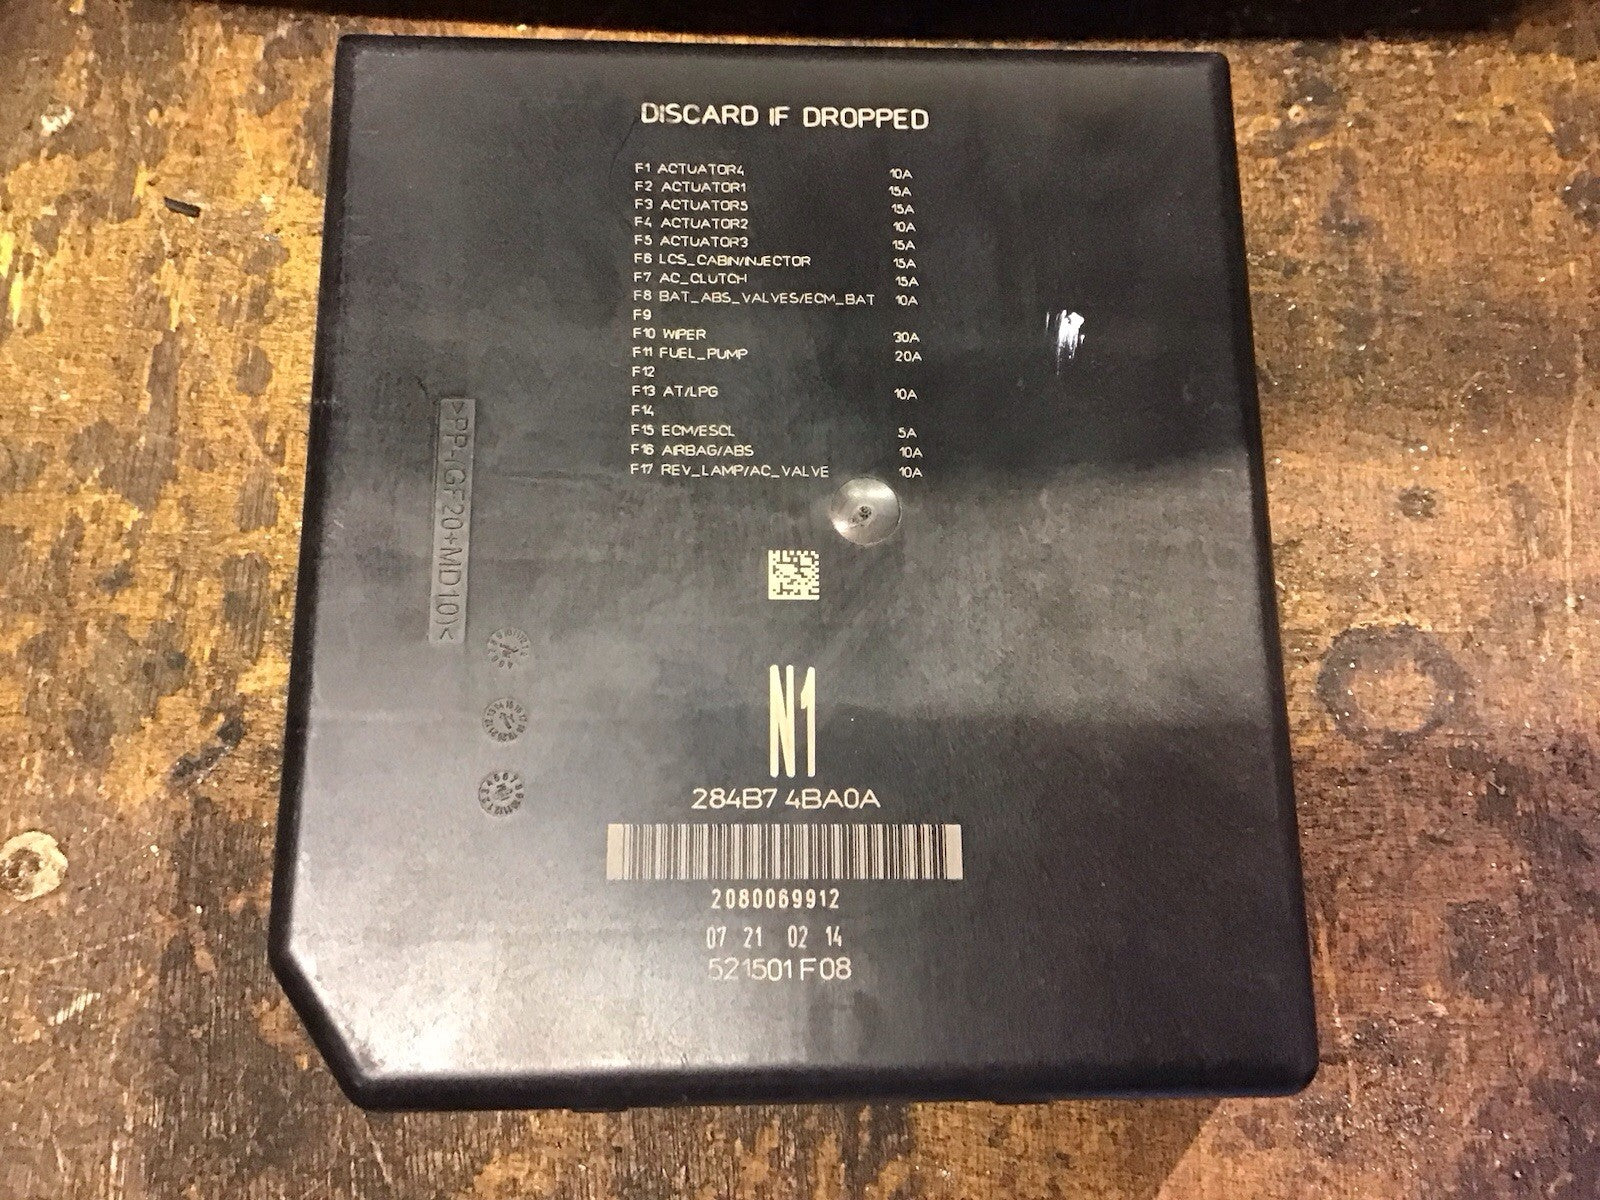 DISCARD IF DROPPED
F1 ACTUATOR4 10A
F2 ACTUATOR1 15A
F3 ACTUATOR5 15A
F4 ACTUATOR2 10A
F5 ACTUATOR3 15A
F6 LCS_CABIN/INJECTOR 15A
F7 AC_CLUTCH 15A
F8 BAT_ABS_VALVES/ECM_BAT 10A
F9
F10 WIPER 30A
F11 FUEL_PUMP 20A
F12
F13 AT/LPG 10A
F14
F15 ECM/ESCL 5A
F16 AIRBAG/ABS 10A
F17 REV_LAMP/AC_VALVE 10A
>PP-(GF20+MD10)<
N1
284B7 4BA0A
2080069912
07 21 02 14
521501F08